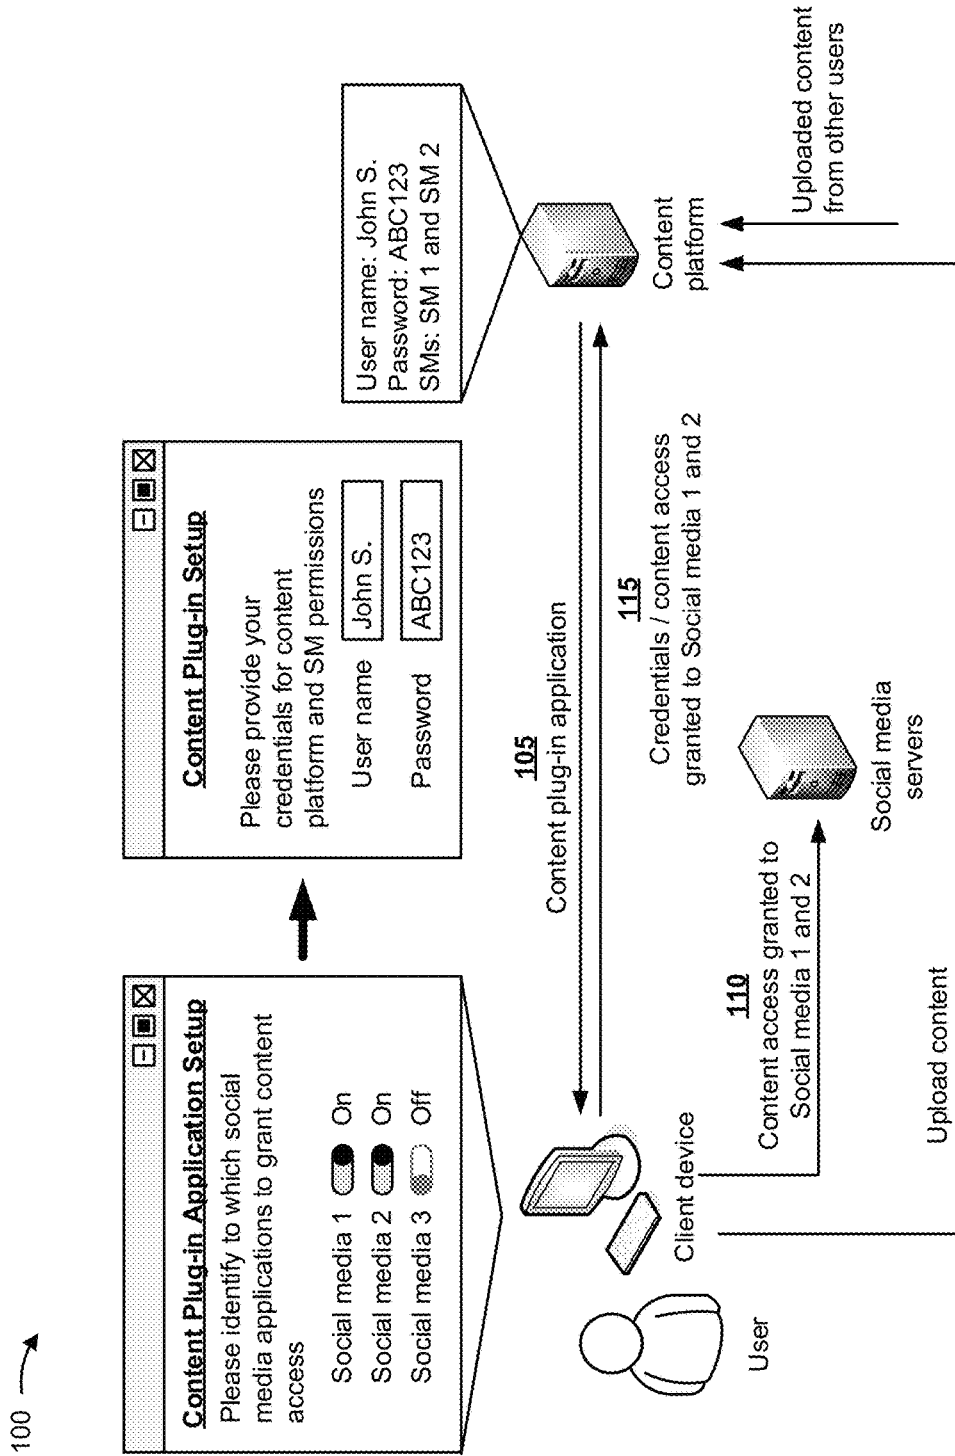 100
Content Plug-in Application Setup
Please identify to which social
media applications to grant content
access
Social media 1 On
Social media 2 On
Social media 3 Off
Content Plug-in Setup
Please provide your
credentials for content
platform and SM permissions
User name John S.
Password ABC123
User name: John S.
Password: ABC123
SMs: SM 1 and SM 2
User
Client device
Content
platform
105
Content plug-in application
115
Credentials / content access
granted to Social media 1 and 2
110
Content access granted to
Social media 1 and 2
Social media
servers
Upload content
Uploaded content
from other users